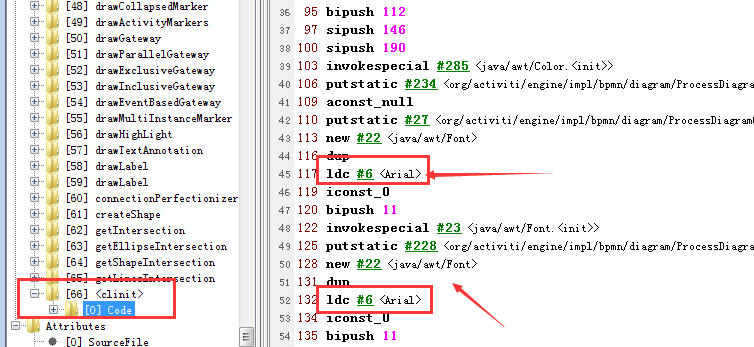 [48] drawCollapsedMarker
[49] drawActivityMarkers
[50] drawGateway
[51] drawParallelGateway
[52] drawExclusiveGateway
[53] drawInclusiveGateway
[54] drawEventBasedGateway
[55] drawMultiInstanceMarker
[56] drawHighLight
[57] drawTextAnnotation
[58] drawLabel
[59] drawLabel
[60] connectionPerfectionizer
[61] createShape
[62] getIntersection
[63] getEllipseIntersection
[64] getShapeIntersection
[65] getLinesIntersection
[66] <clinit>
[0] Code
Attributes
[0] SourceFile
36 95 bipush 112
37 97 sipush 146
38 100 sipush 190
39 103 invokespecial #285 <java/awt/Color.<init>>
40 106 putstatic #234 <org/activiti/engine/impl/bpmn/diagram/ProcessDiagra
41 109 aconst_null
42 110 putstatic #27 <org/activiti/engine/impl/bpmn/diagram/ProcessDiagram
43 113 new #22 <java/awt/Font>
44 116 dup
45 117 ldc #6 <Arial>
46 119 iconst_0
47 120 bipush 11
48 122 invokespecial #23 <java/awt/Font.<init>>
49 125 putstatic #228 <org/activiti/engine/impl/bpmn/diagram/ProcessDiagra
50 128 new #22 <java/awt/Font>
51 131 dup
52 132 ldc #6 <Arial>
53 134 iconst_0
54 135 bipush 11